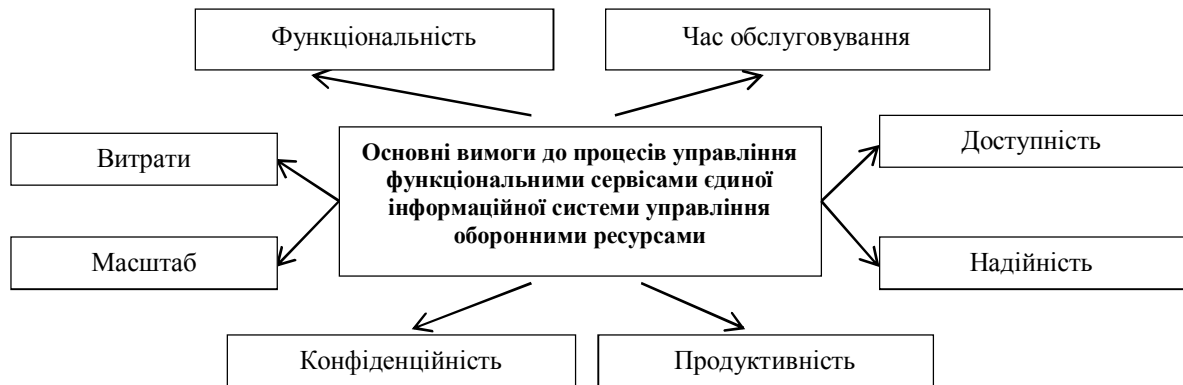 Функціональність
Час обслуговування
Витрати
Основні вимоги до процесів управління
функціональними сервісами єдиної
інформаційної системи управління
оборонними ресурсами
Доступність
Масштаб
Надійність
Конфіденційність
Продуктивність